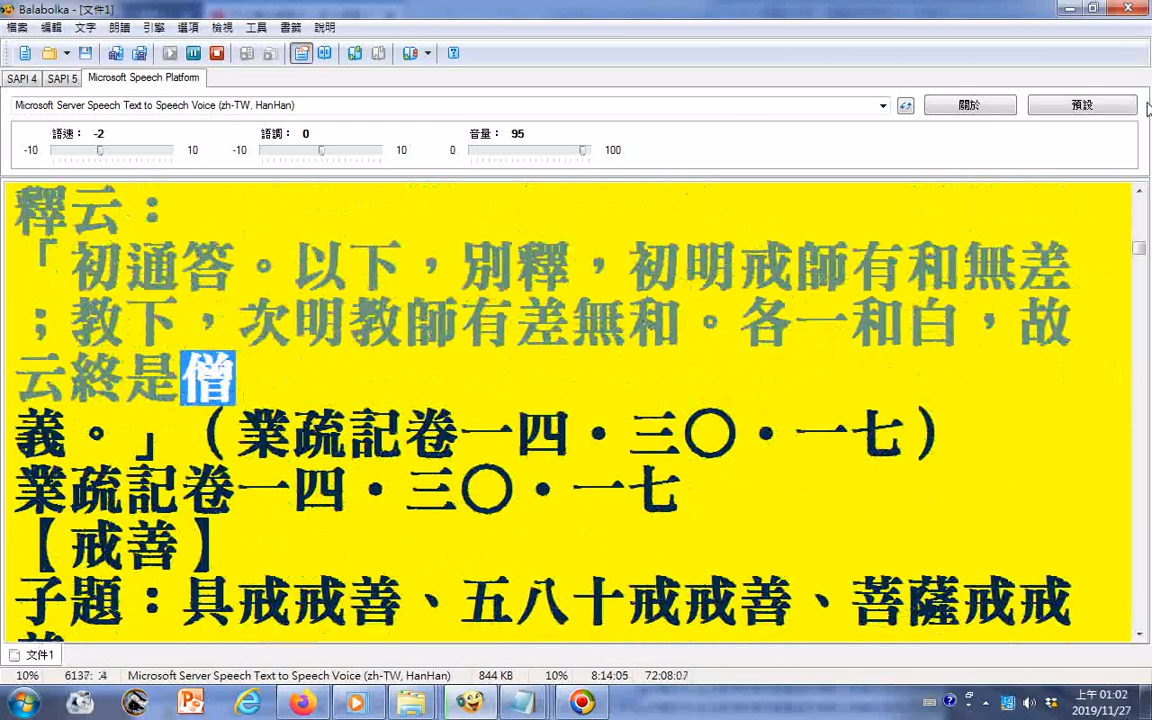 Balabolka - [文件1]
檔案 編輯 文字 朗讀 引擎 選項 檢視 工具 書籤 說明
SAPI 4 SAPI 5 Microsoft Speech Platform
Microsoft Server Speech Text to Speech Voice (zh-TW, HanHan) 關於 預設
語速： -2 語調： 0 音量： 95
-10 10 -10 10 0 100
釋云：
「初通答。以下，別釋，初明戒師有和無差
；教下，次明教師有差無和。各一和白，故
云終是僧
義。」（業疏記卷一四·三〇·一七）
業疏記卷一四·三〇·一七
【戒善】
子題：具戒戒善、五八十戒戒善、菩薩戒戒
文件1
10% 6137: :4 Microsoft Server Speech Text to Speech Voice (zh-TW, HanHan) 844 KB 10% 8:14:05 72:08:07
上午 01:02
2019/11/27